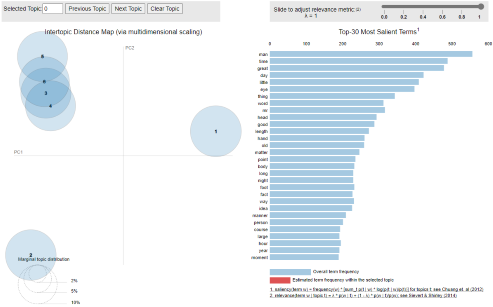 Selected Topic: 0 Previous Topic Next Topic Clear Topic
Slide to adjust relevance metric:(2)
λ = 1
0.0 0.2 0.4 0.6 0.8 1.0
Intertopic Distance Map (via multidimensional scaling)
PC2
PC1
5
6
3
4
1
2
Marginal topic distribution
2%
5%
10%
Top-30 Most Salient Terms1
0 100 200 300 400 500 600
man
time
great
day
little
eye
thing
word
mr
head
good
length
hand
old
matter
point
body
long
night
foot
fact
way
idea
manner
person
course
large
hour
year
moment
Overall term frequency
Estimated term frequency within the selected topic
1. saliency(term w) = frequency(w) * [sum_t p(t | w) * log(p(t | w)/p(t))] for topics t; see Chuang et. al (2012)
2. relevance(term w | topic t) = λ * p(w | t) + (1 - λ) * p(w | t)/p(w); see Sievert & Shirley (2014)